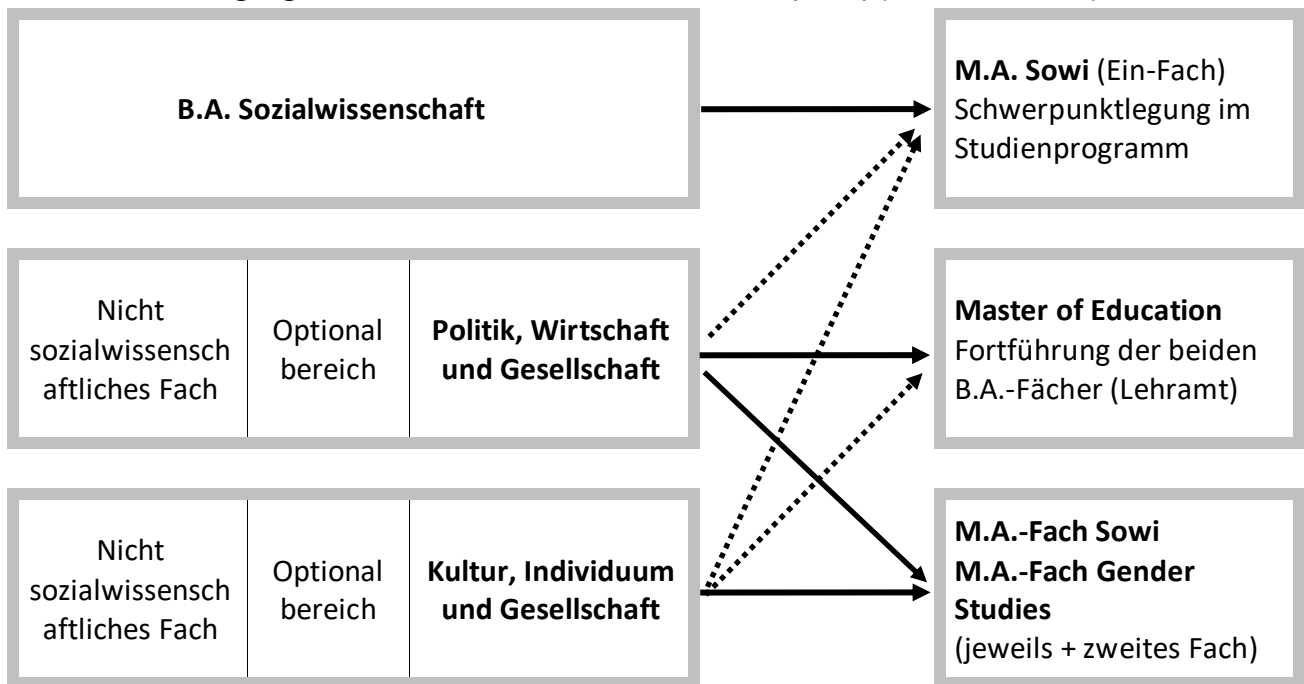 B.A. Sozialwissenschaft
M.A. Sowi (Ein-Fach)
Schwerpunktlegung im
Studienprogramm
Nicht
sozialwissensch
aftliches Fach
Optional
bereich
Politik, Wirtschaft
und Gesellschaft
Master of Education
Fortführung der beiden
B.A.-Fächer (Lehramt)
Nicht
sozialwissensch
aftliches Fach
Optional
bereich
Kultur, Individuum
und Gesellschaft
M.A.-Fach Sowi
M.A.-Fach Gender
Studies
(jeweils + zweites Fach)